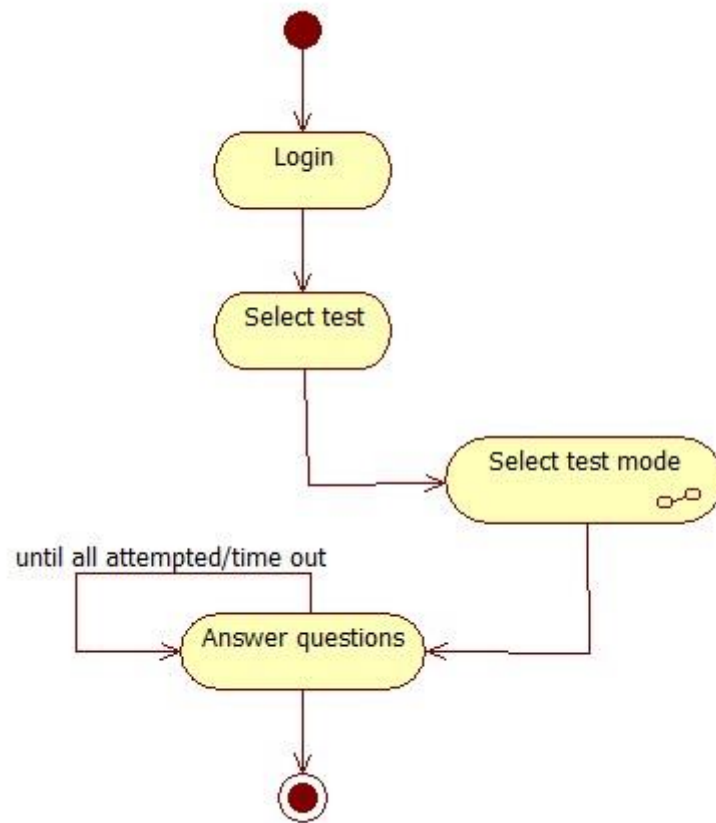 Login
Select test
Select test mode
until all attempted/time out
Answer questions